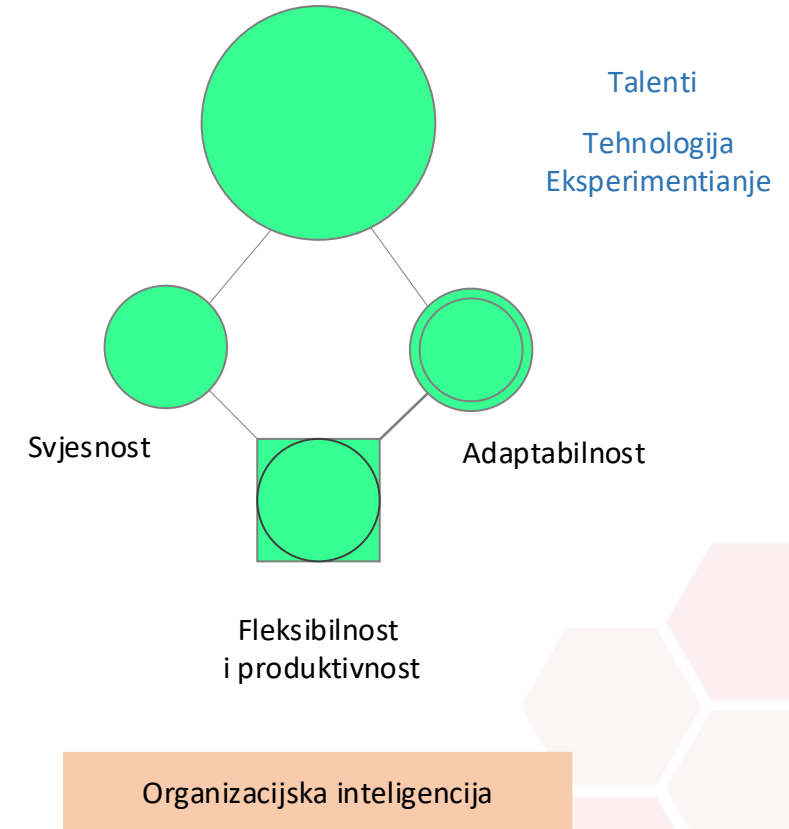 Talenti
Tehnologija
Eksperimentianje
Svjesnost
Adaptabilnost
Fleksibilnost
i produktivnost
Organizacijska inteligencija